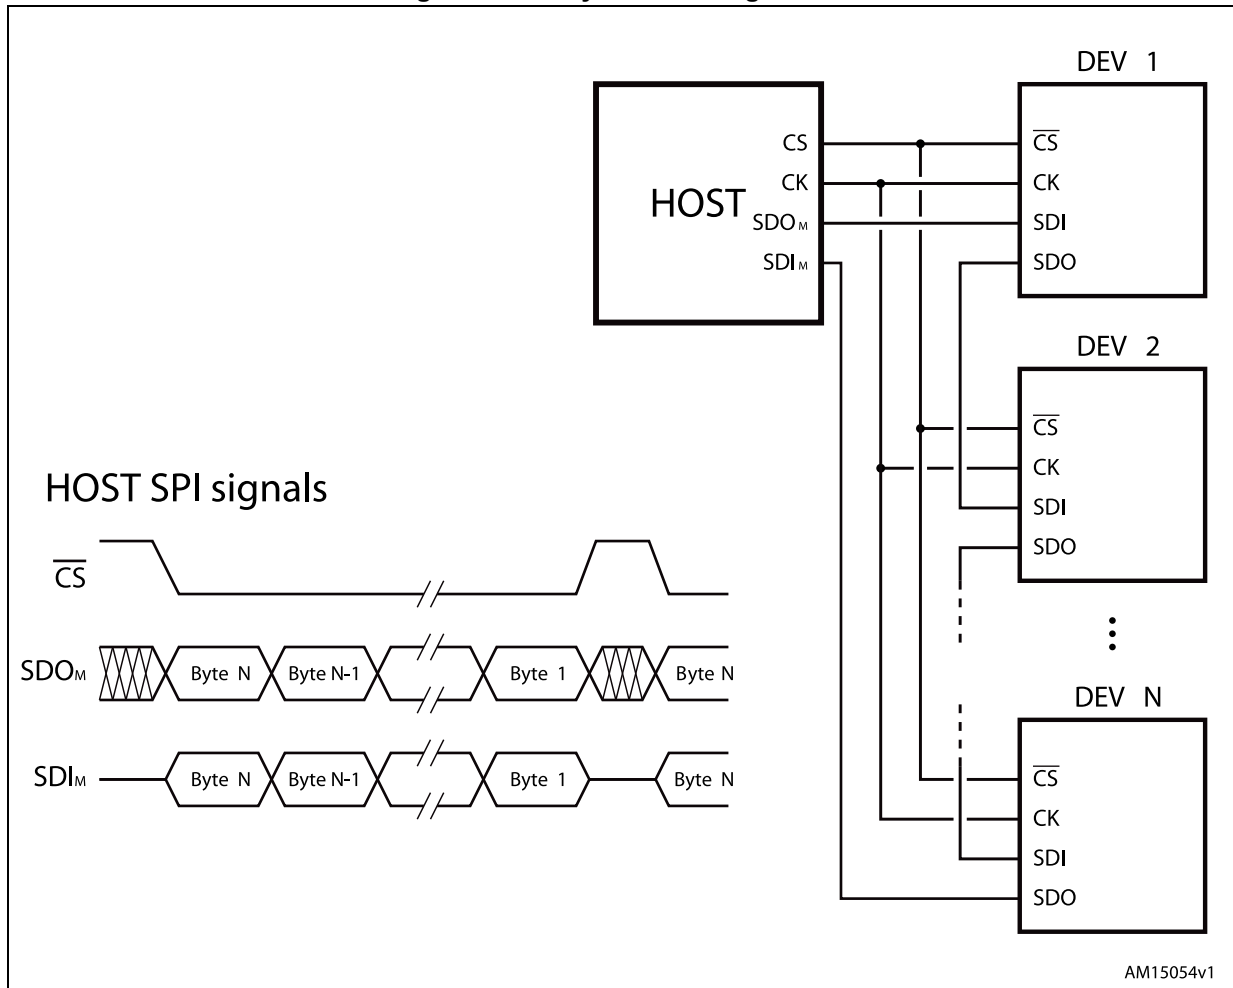 DEV 1
HOST
CS
CK
SDOM
SDIM
CS
CK
SDI
SDO
DEV 2
CS
CK
SDI
SDO
HOST SPI signals
CS
SDOM
Byte N
Byte N-1
Byte 1
Byte N
SDIM
Byte N
Byte N-1
Byte 1
Byte N
DEV N
CS
CK
SDI
SDO
AM15054v1